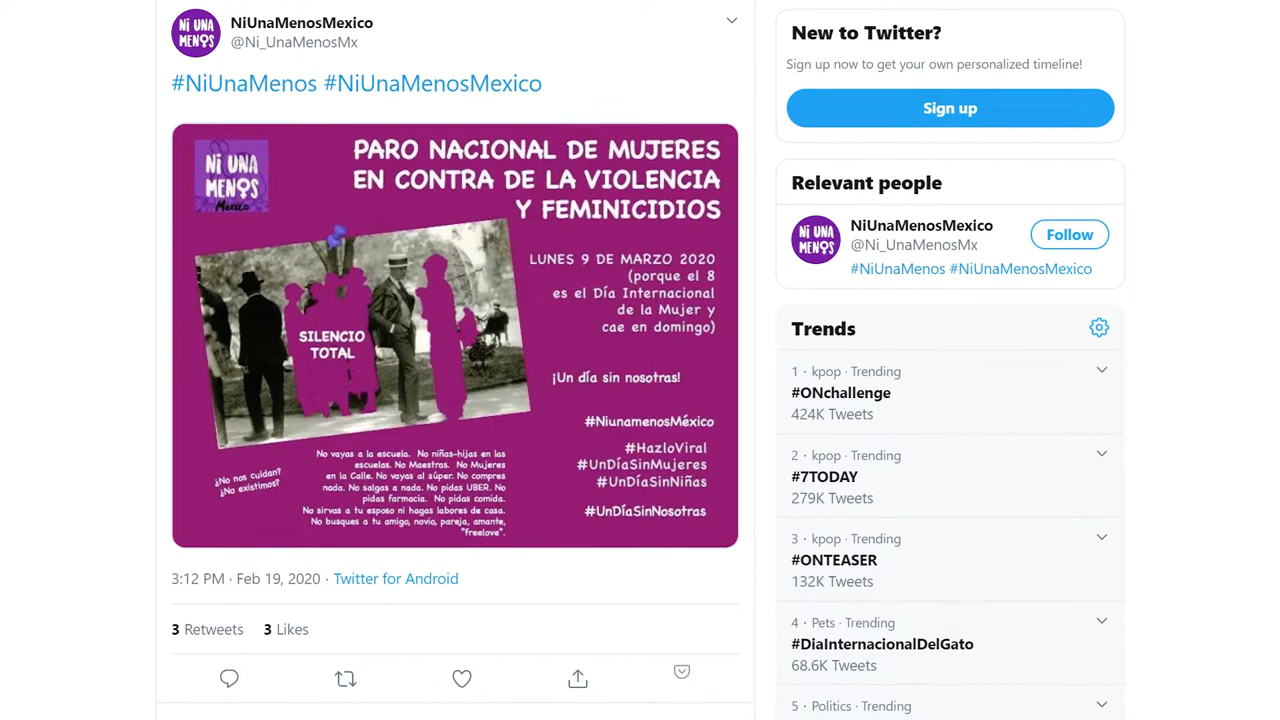 NiUnaMenosMexico
@Ni_UnaMenosMx
#NiUnaMenos #NiUnaMenosMexico
Ni UNA
MENOS
Ni UNA
MENOS
México
PARO NACIONAL DE MUJERES
EN CONTRA DE LA VIOLENCIA
Y FEMINICIDIOS
LUNES 9 DE MARZO 2020
(porque el 8
es el Día Internacional
de la Mujer y
cae en domingo)
SILENCIO
TOTAL
¡Un día sin nosotras!
#NiunamenosMéxico
#HazloViral
#UnDíaSinMujeres
#UnDíaSinNiñas
#UnDíaSinNosotras
¿No nos cuidan?
¿No existimos?
No vayas a la escuela. No niñas-hijas en las
escuelas. No Maestras. No Mujeres
en la Calle. No vayas al súper. No compres
nada. No salgas a nada. No pidas UBER. No
pidas farmacia. No pidas comida.
No sirvas a tu esposo ni hagas labores de casa.
No busques a tu amigo, novio, pareja, amante,
"freelove".
3:12 PM · Feb 19, 2020 · Twitter for Android
3 Retweets 3 Likes
New to Twitter?
Sign up now to get your own personalized timeline!
Sign up
Relevant people
Ni UNA
MENOS
NiUnaMenosMexico
@Ni_UnaMenosMx
Follow
#NiUnaMenos #NiUnaMenosMexico
Trends
1 · kpop · Trending
#ONchallenge
424K Tweets
2 · kpop · Trending
#7TODAY
279K Tweets
3 · kpop · Trending
#ONTEASER
132K Tweets
4 · Pets · Trending
#DiaInternacionalDelGato
68.6K Tweets
5 · Politics · Trending